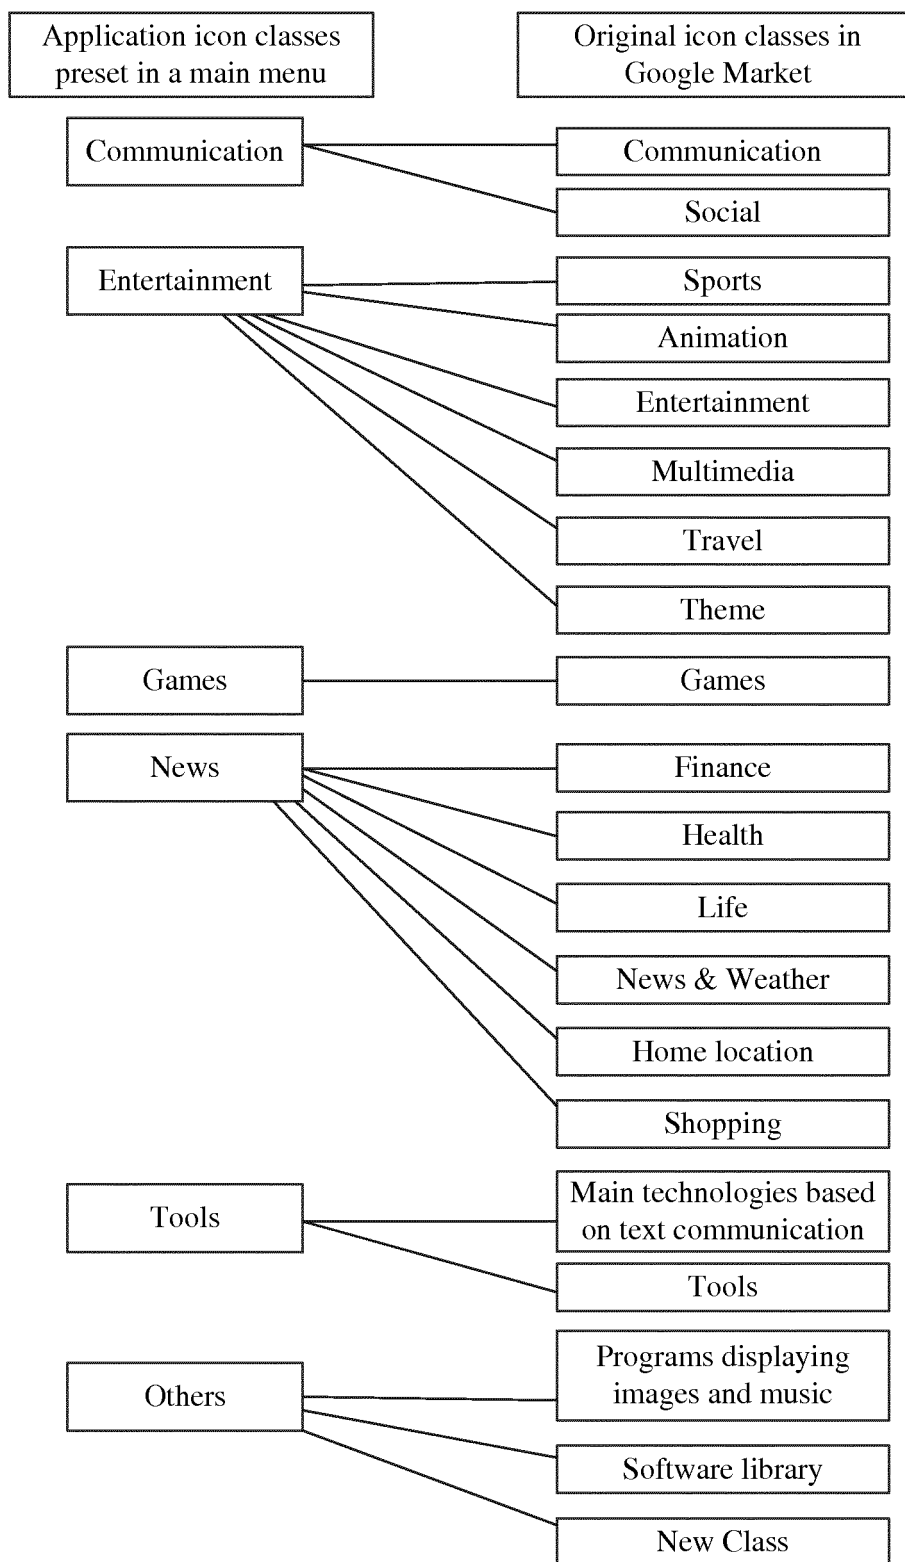 Application icon classes
preset in a main menu
Original icon classes in
Google Market
Communication
Communication
Social
Entertainment
Sports
Animation
Entertainment
Multimedia
Travel
Theme
Games
Games
News
Finance
Health
Life
News & Weather
Home location
Shopping
Tools
Main technologies based
on text communication
Tools
Others
Programs displaying
images and music
Software library
New Class